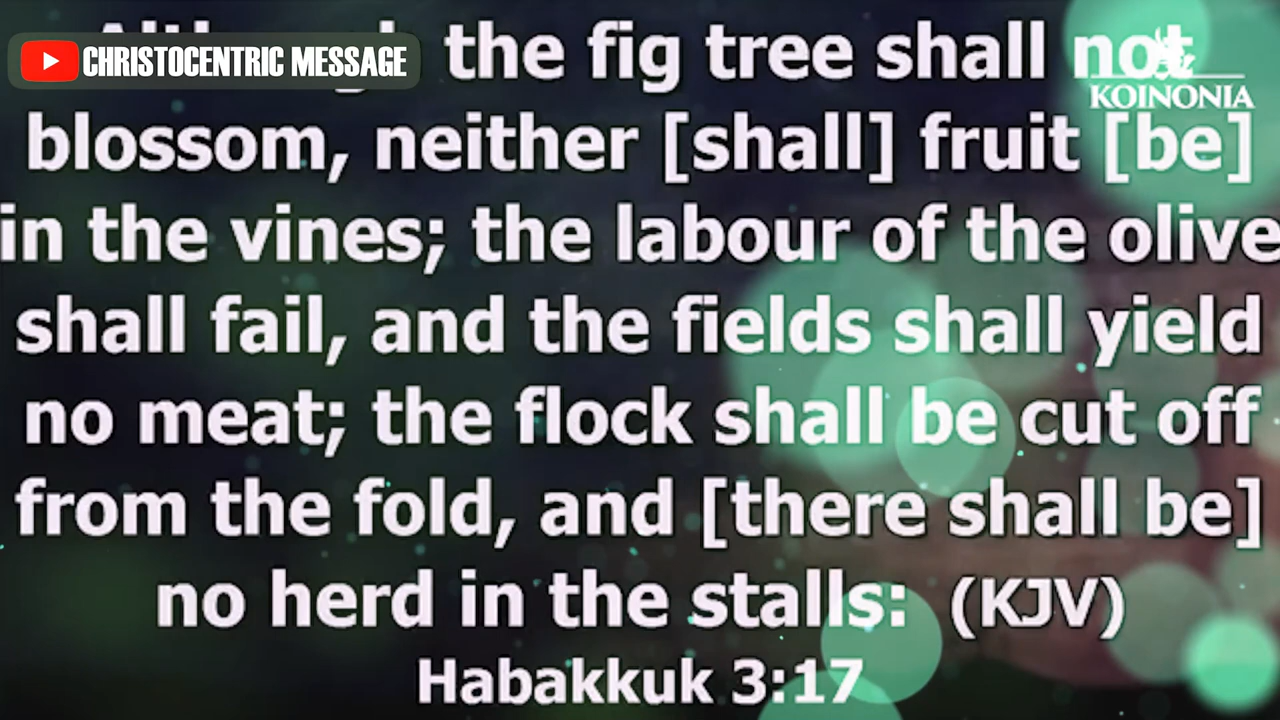 CHRISTOCENTRIC MESSAGE
the fig tree shall not
KOINONIA
blossom, neither [shall] fruit [be]
in the vines; the labour of the olive
shall fail, and the fields shall yield
no meat; the flock shall be cut off
from the fold, and [there shall be]
no herd in the stalls: (KJV)
Habakkuk 3:17